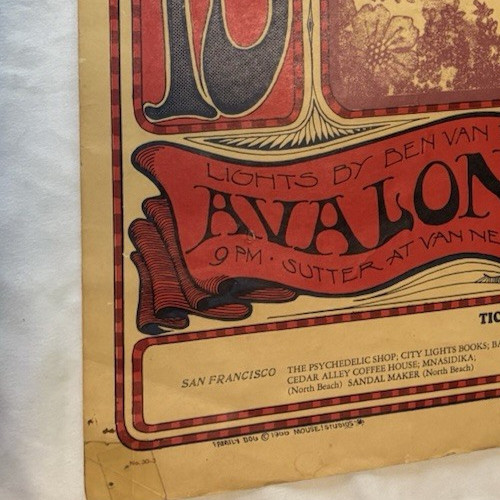 10
LIGHTS BY BEN VAN
AVALON
9 PM · SUTTER AT VAN NE
TIC
SAN FRANCISCO THE PSYCHEDELIC SHOP; CITY LIGHTS BOOKS; BA
CEDAR ALLEY COFFEE HOUSE; MNASIDIKA;
(North Beach) SANDAL MAKER (North Beach)
FAMILY DOG © 1966 MOUSE STUDIOS